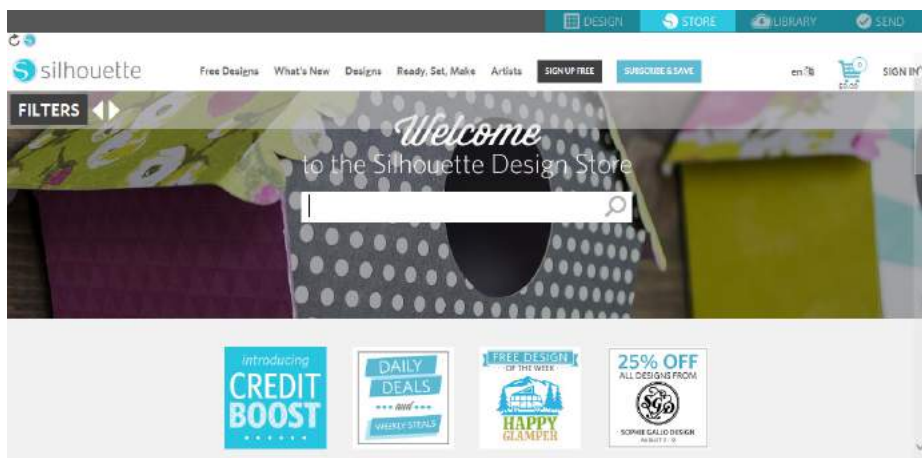 DESIGN STORE LIBRARY SEND
silhouette
Free Designs What's New Designs Ready, Set, Make Artists SIGN UP FREE SUBSCRIBE & SAVE en 0 SIGN IN
FILTERS
Welcome
to the Silhouette Design Store
introducing
CREDIT
BOOST
DAILY
DEALS
and
WEEKLY STEALS
FREE DESIGN
OF THE WEEK
HAPPY
GLAMPER
25% OFF
ALL DESIGNS FROM
SGD
SOPHIE GALLO DESIGN